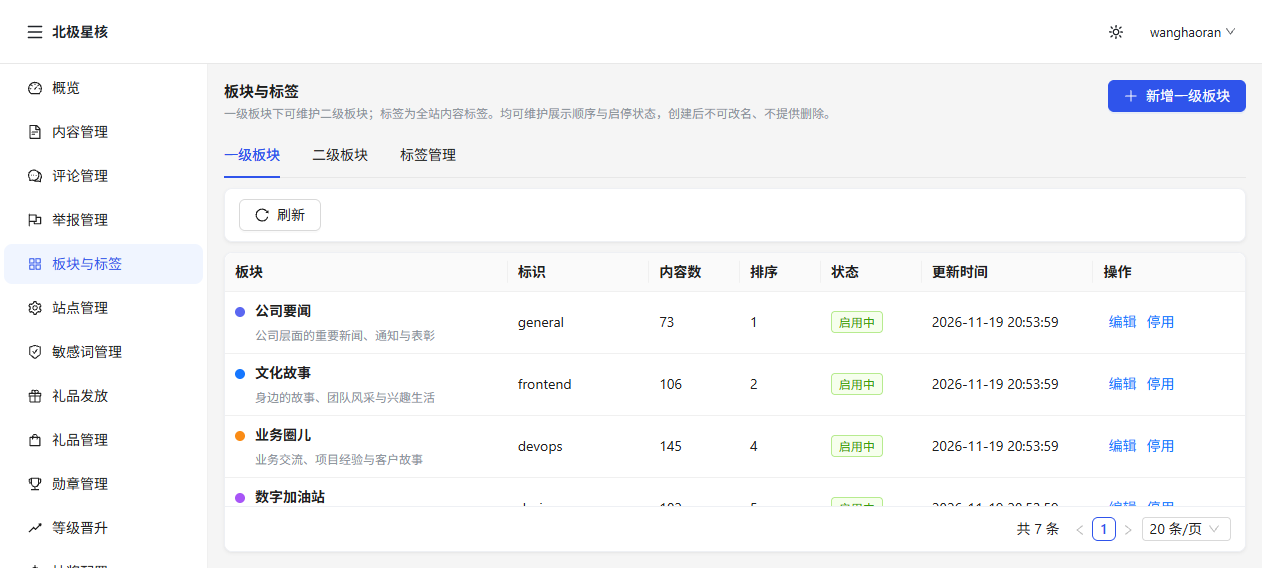 北极星核
wanghaoran
概览
内容管理
评论管理
举报管理
板块与标签
站点管理
敏感词管理
礼品发放
礼品管理
勋章管理
等级晋升
板块与标签
一级板块下可维护二级板块；标签为全站内容标签。均可维护展示顺序与启停状态，创建后不可改名、不提供删除。
新增一级板块
一级板块 二级板块 标签管理
刷新
板块 标识 内容数 排序 状态 更新时间 操作
公司要闻
公司层面的重要新闻、通知与表彰
general 73 1 启用中 2026-11-19 20:53:59 编辑 停用
文化故事
身边的故事、团队风采与兴趣生活
frontend 106 2 启用中 2026-11-19 20:53:59 编辑 停用
业务圈儿
业务交流、项目经验与客户故事
devops 145 4 启用中 2026-11-19 20:53:59 编辑 停用
数字加油站
共 7 条 1 20 条/页